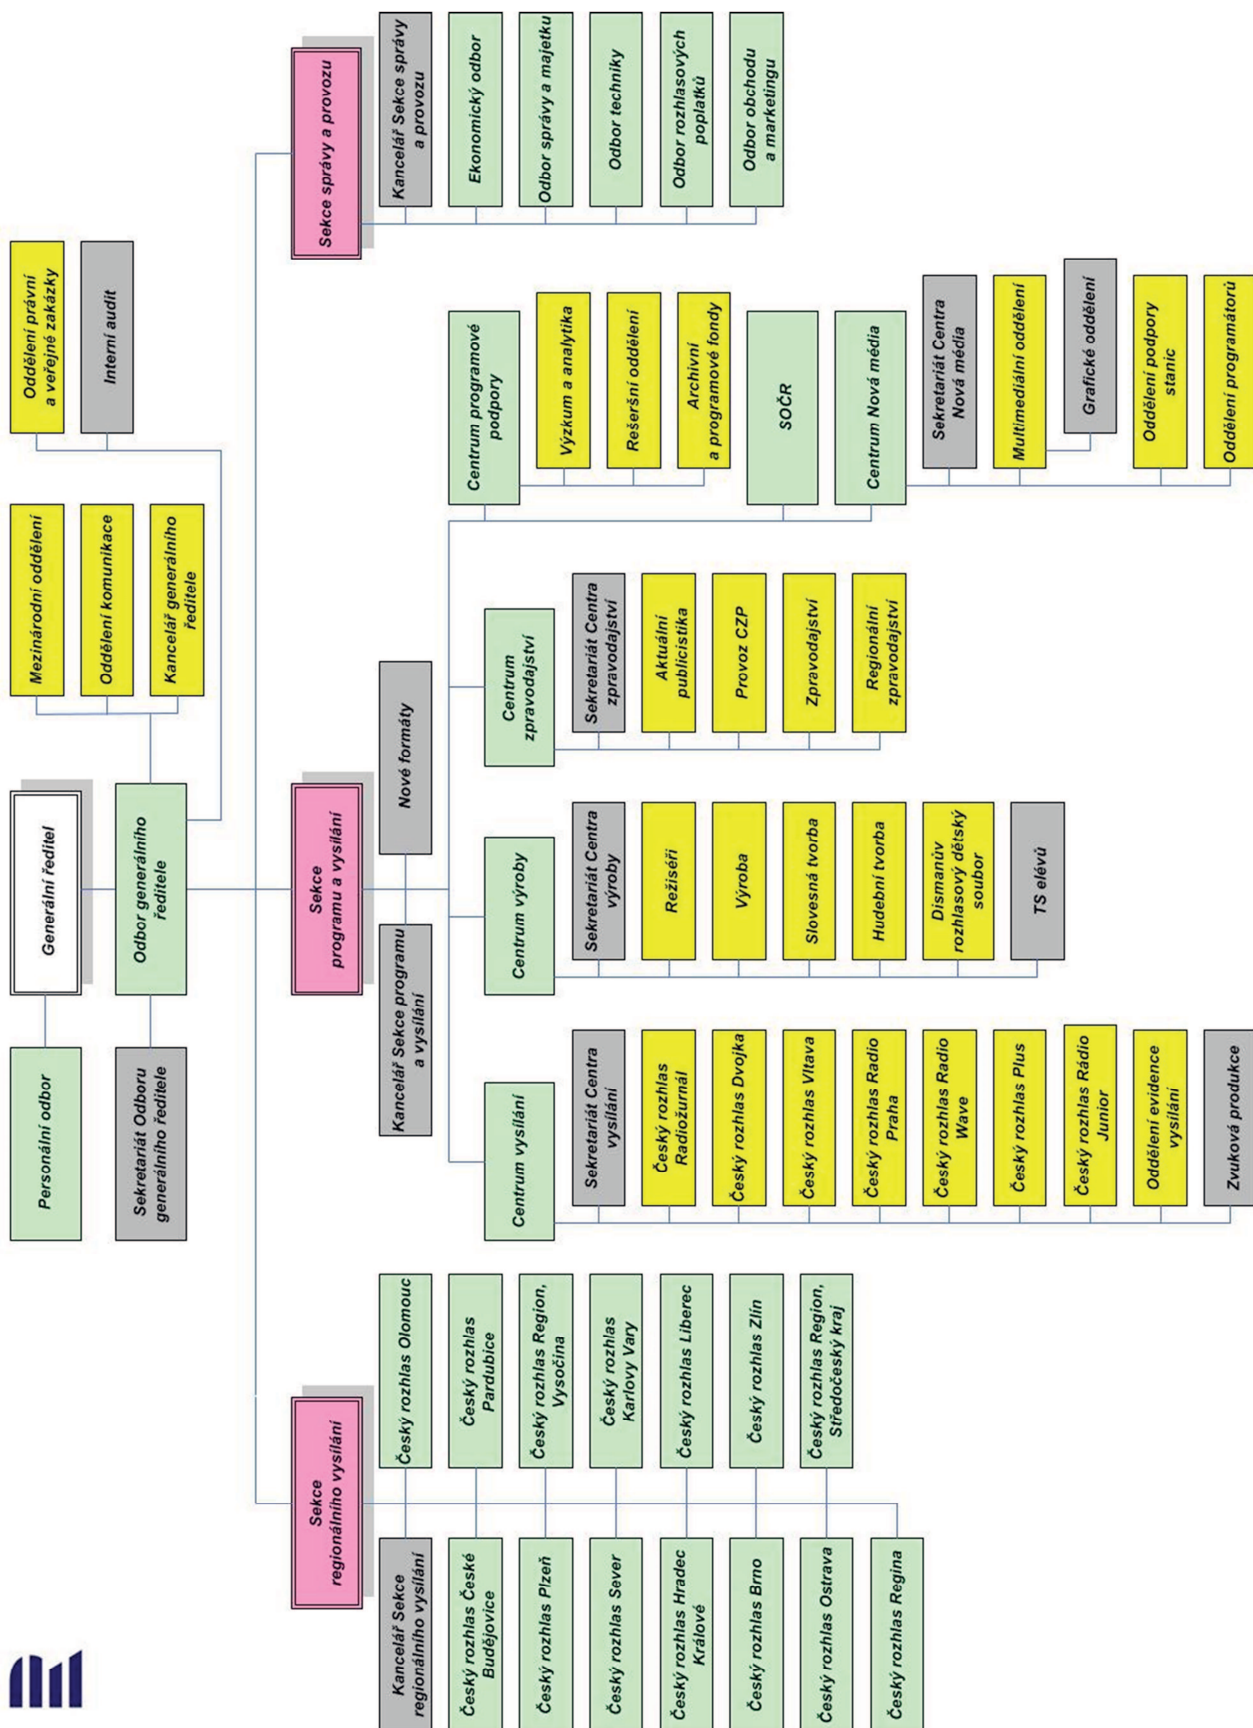 Generální ředitel
Personální odbor
Odbor generálního
ředitele
Sekretariát Odboru
generálního ředitele
Mezinárodní oddělení
Oddělení komunikace
Kancelář generálního
ředitele
Oddělení právní
a veřejné zakázky
Interní audit
Sekce
regionálního vysílání
Kancelář Sekce
regionálního vysílání
Český rozhlas Olomouc
Český rozhlas České
Budějovice
Český rozhlas
Pardubice
Český rozhlas Plzeň
Český rozhlas Region,
Vysočina
Český rozhlas Sever
Český rozhlas
Karlovy Vary
Český rozhlas Hradec
Králové
Český rozhlas Liberec
Český rozhlas Brno
Český rozhlas Zlín
Český rozhlas Ostrava
Český rozhlas Region,
Středočeský kraj
Český rozhlas Regina
Sekce
programu a vysílání
Kancelář Sekce programu
a vysílání
Nové formáty
Centrum vysílání
Sekretariát Centra
vysílání
Český rozhlas
Radiožurnál
Český rozhlas Dvojka
Český rozhlas Vltava
Český rozhlas Radio
Praha
Český rozhlas Radio
Wave
Český rozhlas Plus
Český rozhlas Rádio
Junior
Oddělení evidence
vysílání
Zvuková produkce
Centrum výroby
Sekretariát Centra
výroby
Režiséři
Výroba
Slovesná tvorba
Hudební tvorba
Dismanův
rozhlasový dětský
soubor
TS elévů
Centrum
zpravodajství
Sekretariát Centra
zpravodajství
Aktuální
publicistika
Provoz CZP
Zpravodajství
Regionální
zpravodajství
Centrum programové
podpory
Výzkum a analytika
Rešeršní oddělení
Archivní
a programové fondy
SOČR
Centrum Nová média
Sekretariát Centra
Nová média
Multimediální oddělení
Grafické oddělení
Oddělení podpory
stanic
Oddělení programátorů
Sekce správy a provozu
Kancelář Sekce správy
a provozu
Ekonomický odbor
Odbor správy a majetku
Odbor techniky
Odbor rozhlasových
poplatků
Odbor obchodu
a marketingu